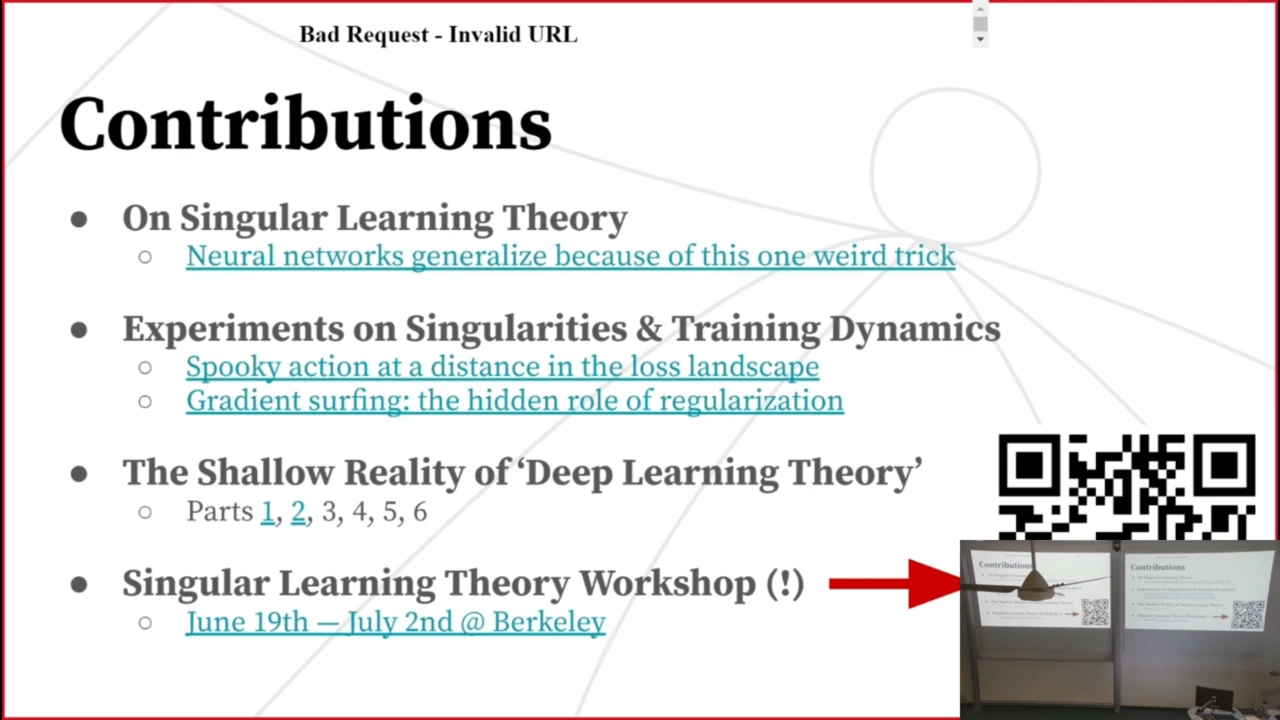 Bad Request - Invalid URL
Contributions
● On Singular Learning Theory
○ Neural networks generalize because of this one weird trick
● Experiments on Singularities & Training Dynamics
○ Spooky action at a distance in the loss landscape
○ Gradient surfing: the hidden role of regularization
● The Shallow Reality of ‘Deep Learning Theory’
○ Parts 1, 2, 3, 4, 5, 6
● Singular Learning Theory Workshop (!)
○ June 19th — July 2nd @ Berkeley
Contributions
Contributions